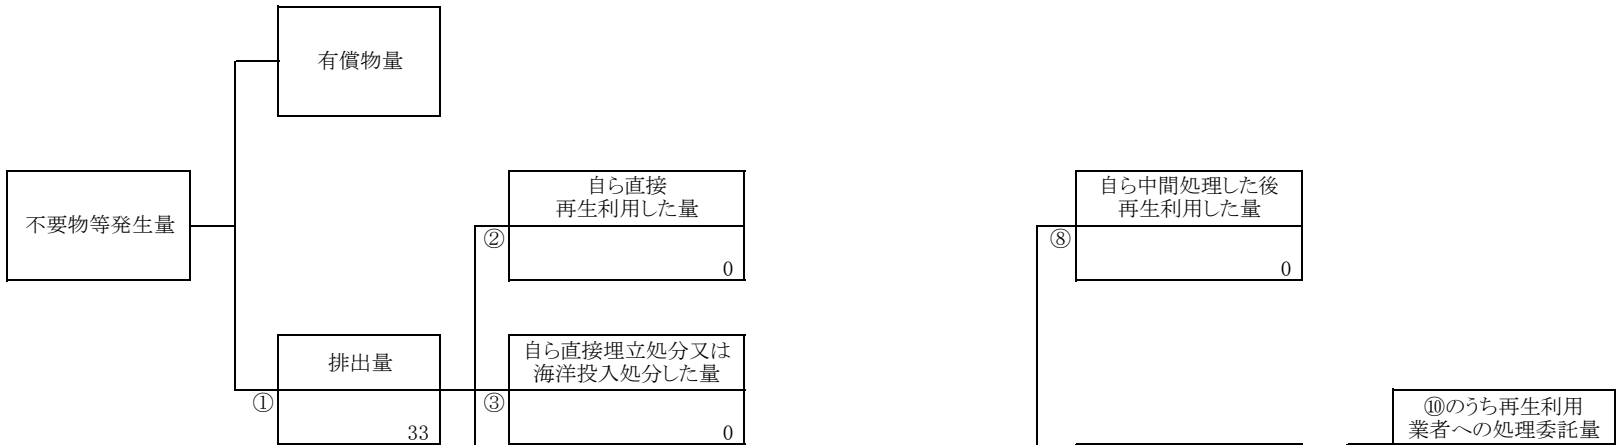 有償物量
不要物等発生量
自ら直接
再生利用した量
②
0
自ら中間処理した後
再生利用した量
⑧
0
排出量
①
33
自ら直接埋立処分又は
海洋投入処分した量
③
0
⑩のうち再生利用
業者への処理委託量